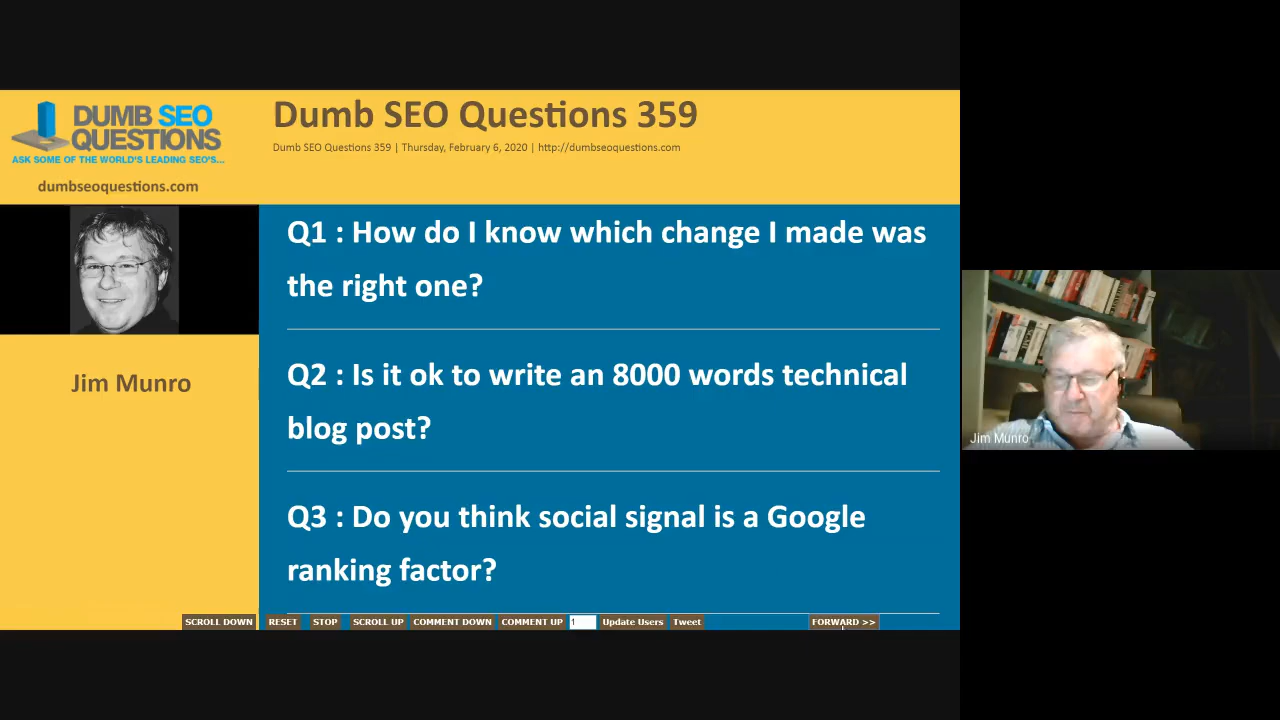 DUMB SEO
QUESTIONS
ASK SOME OF THE WORLD'S LEADING SEO'S...
dumbseoquestions.com
Dumb SEO Questions 359
Dumb SEO Questions 359 | Thursday, February 6, 2020 | http://dumbseoquestions.com
Jim Munro
Q1 : How do I know which change I made was
the right one?
Q2 : Is it ok to write an 8000 words technical
blog post?
Q3 : Do you think social signal is a Google
ranking factor?
SCROLL DOWN RESET STOP SCROLL UP COMMENT DOWN COMMENT UP 1 Update Users Tweet FORWARD >>
Jim Munro